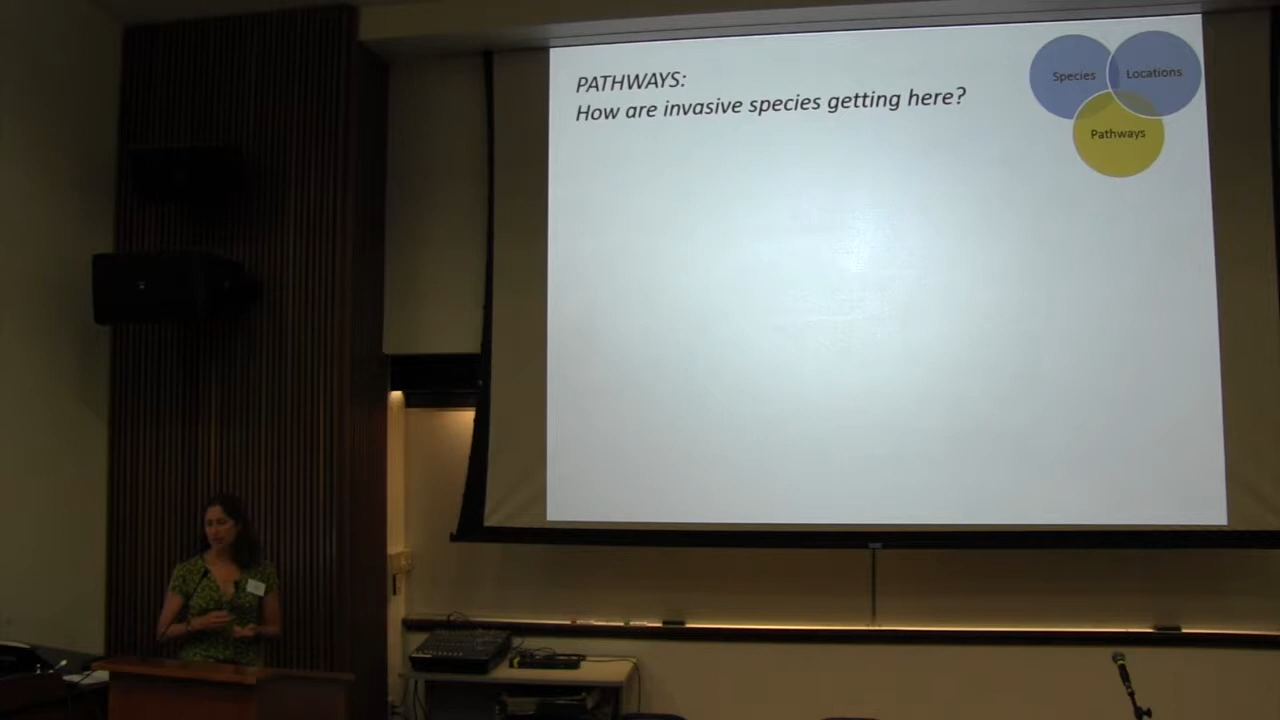 PATHWAYS:
How are invasive species getting here?
Species
Locations
Pathways